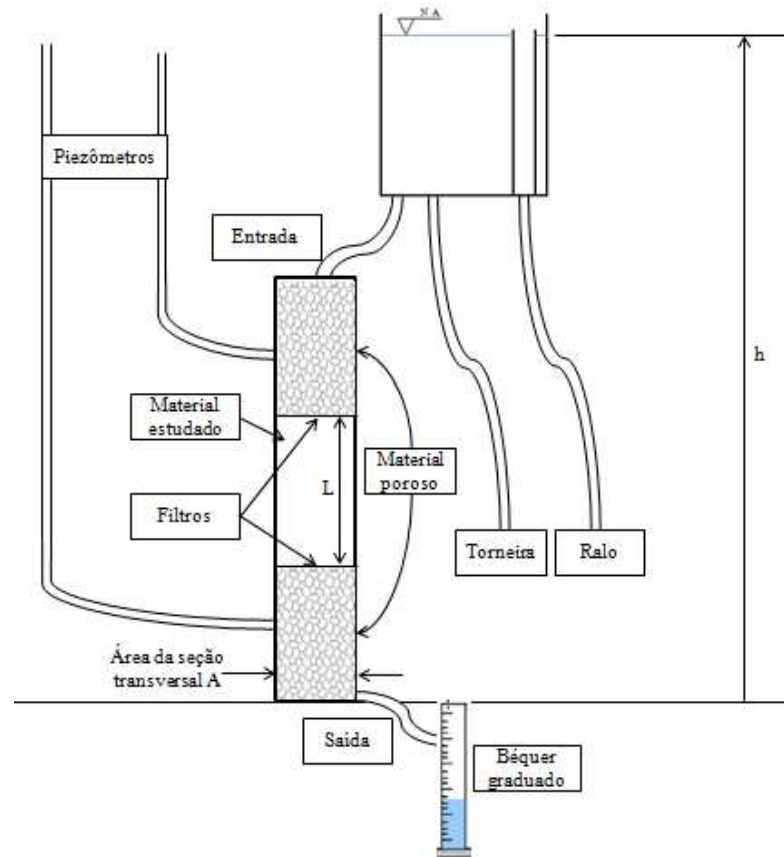 N A
Piezômetros
Entrada
h
Material
estudado
Material
poroso
L
Filtros
Torneira
Ralo
Área da seção
transversal A
Saída
Béquer
graduado